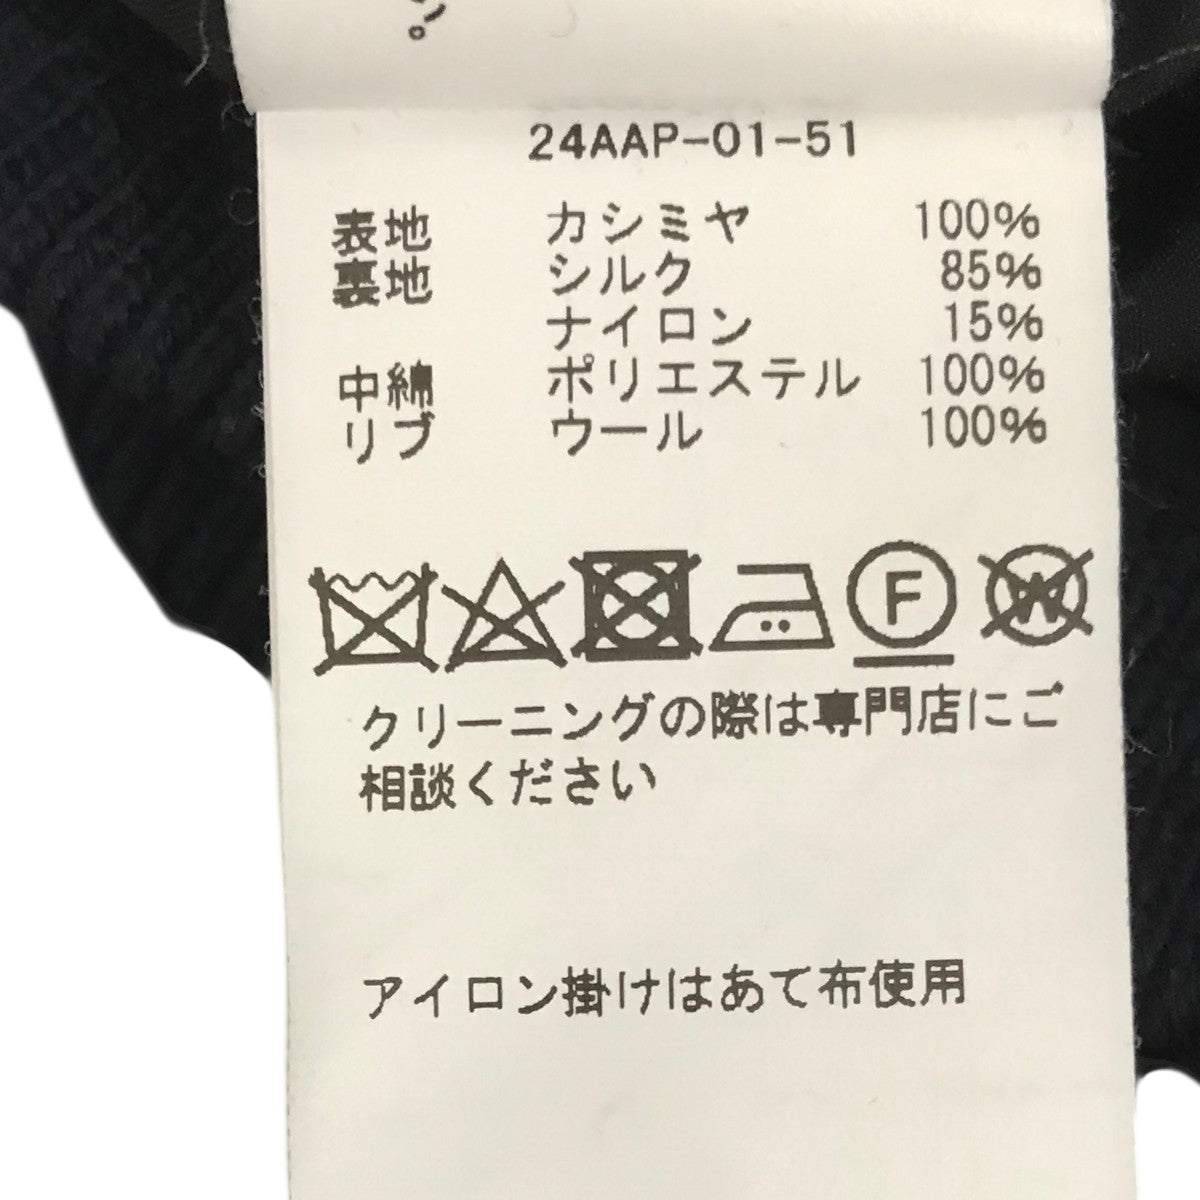 ン。
24AAP-01-51
表地 カシミヤ 100%
裏地 シルク 85%
ナイロン 15%
中綿 ポリエステル 100%
リブ ウール 100%
F W
クリーニングの際は専門店にご
相談ください
アイロン掛けはあて布使用